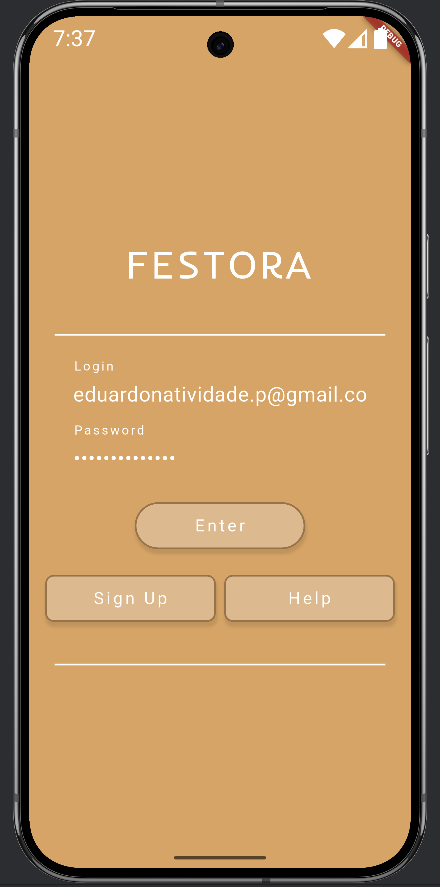 7:37
DEBUG
FESTORA
Login
eduardonatividade.p@gmail.co
Password
Enter
Sign Up
Help